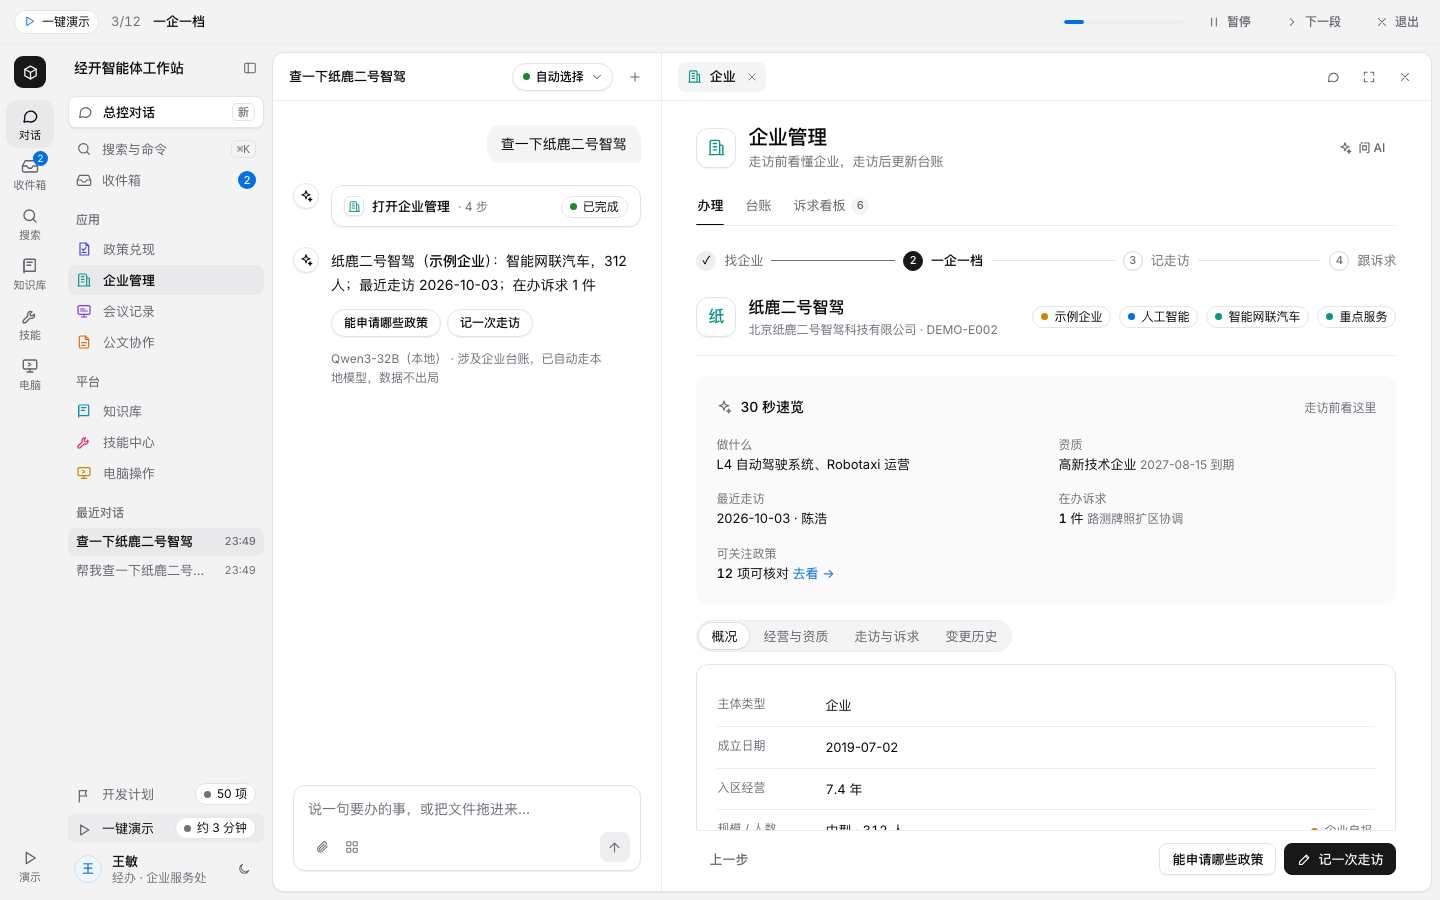 一键演示
3/12
一企一档
暂停
下一段
退出
对话
2
收件箱
搜索
知识库
技能
电脑
演示
经开智能体工作站
总控对话
新
搜索与命令
⌘K
收件箱
2
应用
政策兑现
企业管理
会议记录
公文协作
平台
知识库
技能中心
电脑操作
最近对话
查一下纸鹿二号智驾
23:49
帮我查一下纸鹿二号...
23:49
开发计划
50 项
一键演示
约 3 分钟
王
王敏
经办 · 企业服务处
查一下纸鹿二号智驾
自动选择
查一下纸鹿二号智驾
打开企业管理 · 4 步
已完成
纸鹿二号智驾（示例企业）：智能网联汽车，312
人；最近走访 2026-10-03；在办诉求 1 件
能申请哪些政策
记一次走访
Qwen3-32B（本地） · 涉及企业台账，已自动走本
地模型，数据不出局
说一句要办的事，或把文件拖进来...
企业
企业管理
走访前看懂企业，走访后更新台账
问 AI
办理
台账
诉求看板 6
找企业
2 一企一档
3 记走访
4 跟诉求
纸
纸鹿二号智驾
北京纸鹿二号智驾科技有限公司 · DEMO-E002
示例企业
人工智能
智能网联汽车
重点服务
30 秒速览
走访前看这里
做什么
L4 自动驾驶系统、Robotaxi 运营
资质
高新技术企业 2027-08-15 到期
最近走访
2026-10-03 · 陈浩
在办诉求
1 件 路测牌照扩区协调
可关注政策
12 项可核对 去看 →
概况
经营与资质
走访与诉求
变更历史
主体类型
企业
成立日期
2019-07-02
入区经营
7.4 年
规模 / 人数
中型 · 312 人
企业自报
上一步
能申请哪些政策
记一次走访